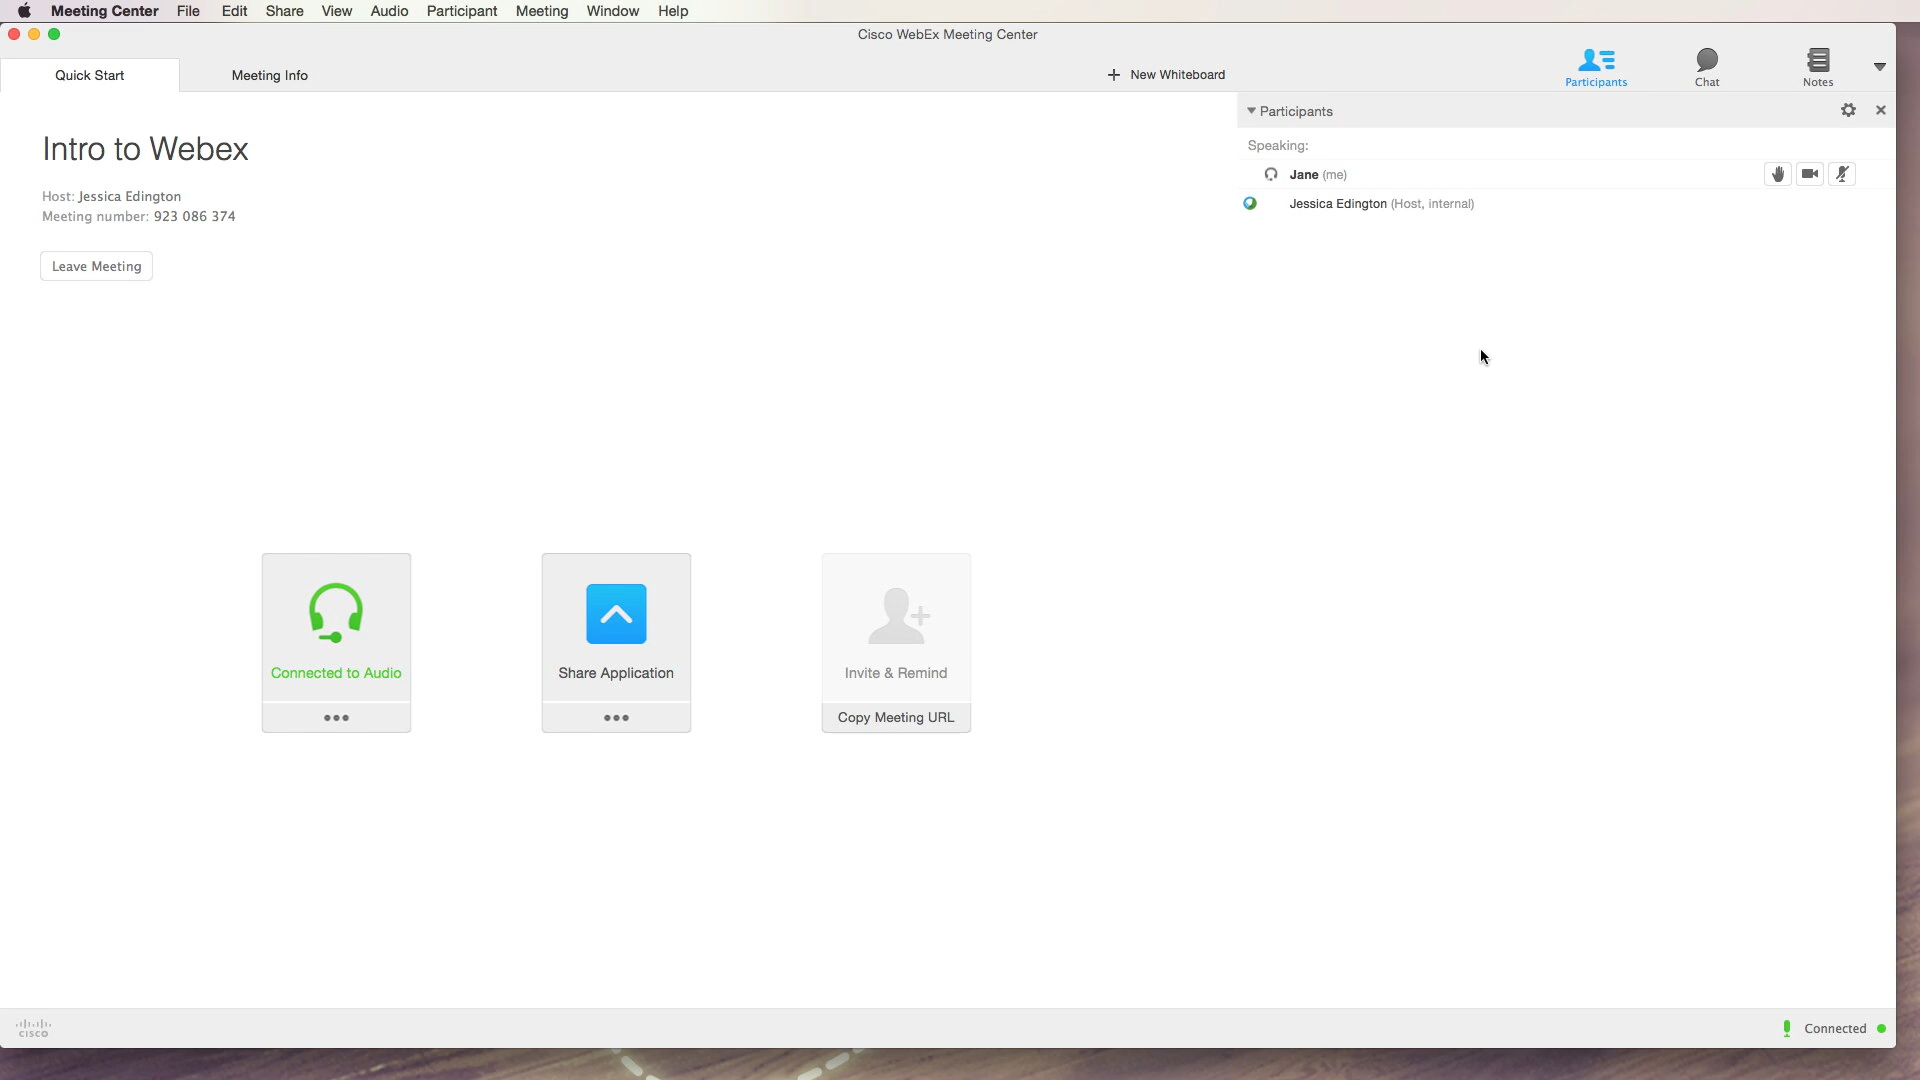 Meeting Center File Edit Share View Audio Participant Meeting Window Help
Cisco WebEx Meeting Center
Quick Start Meeting Info + New Whiteboard Participants Chat Notes
Participants
Intro to Webex
Speaking:
Jane (me)
Host: Jessica Edington
Jessica Edington (Host, internal)
Meeting number: 923 086 374
Leave Meeting
Connected to Audio Share Application Invite & Remind
Copy Meeting URL
CISCO Connected